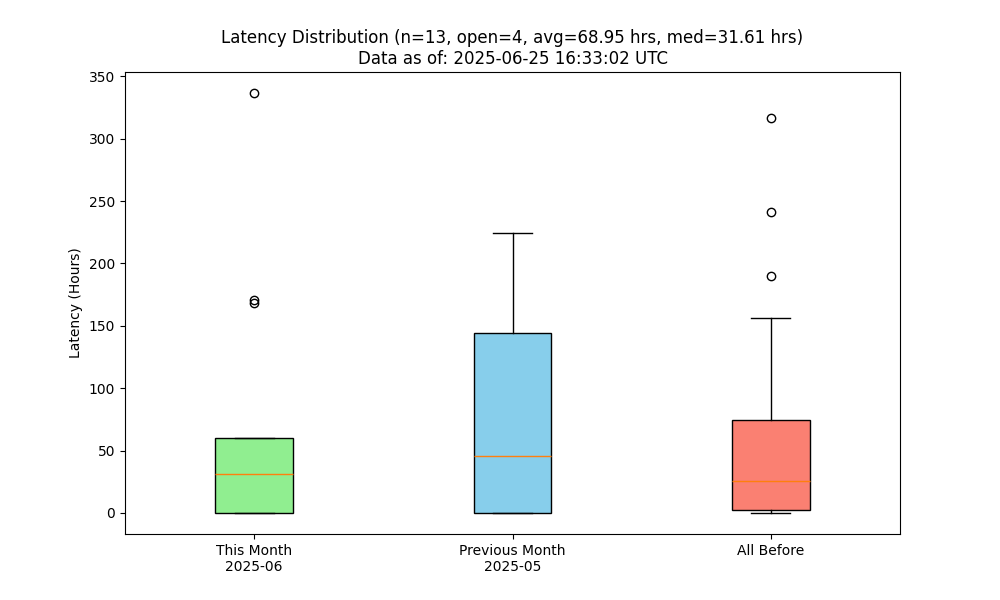 Latency Distribution (n=13, open=4, avg=68.95 hrs, med=31.61 hrs)
Data as of: 2025-06-25 16:33:02 UTC
350
300
250
200
150
100
50
0
Latency (Hours)
This Month
2025-06
Previous Month
2025-05
All Before